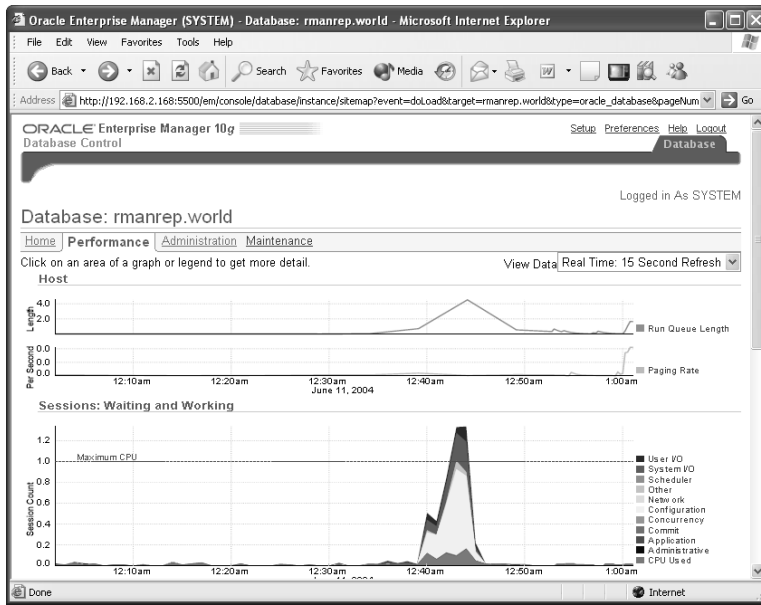 Oracle Enterprise Manager (SYSTEM) - Database: rmanrep.world - Microsoft Internet Explorer
File Edit View Favorites Tools Help
Back Search Favorites Media
Address http://192.168.2.168:5500/em/console/database/instance/sitemap?event=doLoad&target=rmanrep.world&type=oracle_database&pageNum Go
ORACLE Enterprise Manager 10g
Database Control
Setup Preferences Help Logout
Database
Logged in As SYSTEM
Database: rmanrep.world
Home Performance Administration Maintenance
Click on an area of a graph or legend to get more detail.
View Data Real Time: 15 Second Refresh
Host
Length
4.0
2.0
Run Queue Length
Per Second
0.0
0.0
0.0
Paging Rate
12:10am 12:20am 12:30am 12:40am 12:50am 1:00am
June 11, 2004
Sessions: Waiting and Working
Session Count
1.2
1.0
0.8
0.6
0.4
0.2
0.0
Maximum CPU
User I/O
System I/O
Scheduler
Other
Network
Configuration
Concurrency
Commit
Application
Administrative
CPU Used
12:10am 12:20am 12:30am 12:40am 12:50am 1:00am
Done Internet